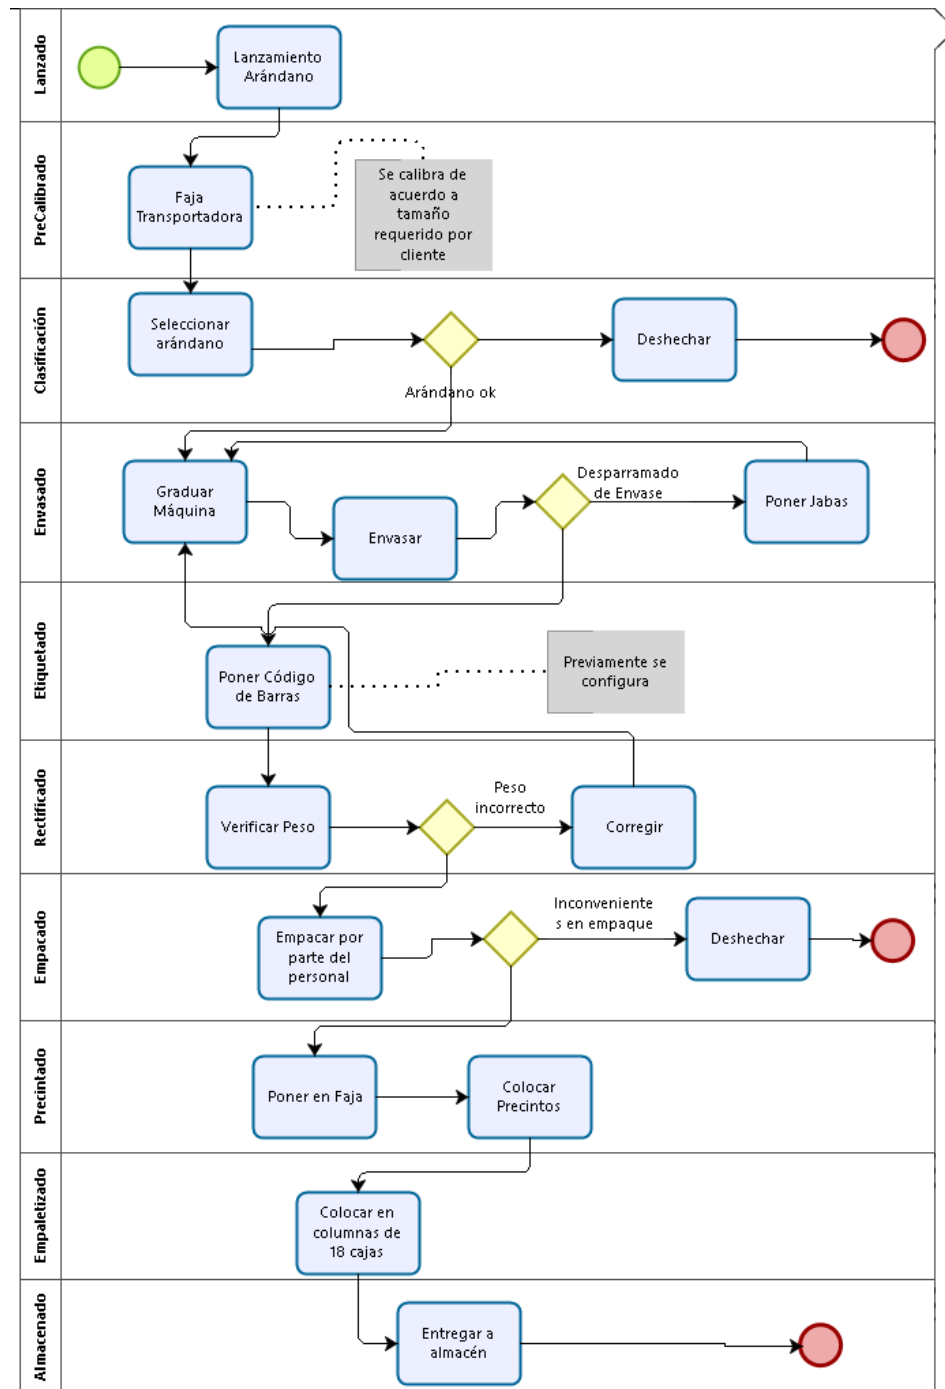 Lanzado
Lanzamiento
Arándano
PreCalibrado
Faja
Transportadora
Se calibra de
acuerdo a
tamaño
requerido por
cliente
Clasificación
Seleccionar
arándano
Arándano ok
Deshechar
Envasado
Graduar
Máquina
Envasar
Desparramado
de Envase
Poner Jabas
Etiquetado
Poner Código
de Barras
Previamente se
configura
Rectificado
Verificar Peso
Peso
incorrecto
Corregir
Empacado
Empacar por
parte del
personal
Inconveniente
s en empaque
Deshechar
Precintado
Poner en Faja
Colocar
Precintos
Empaletizado
Colocar en
columnas de
18 cajas
Almacenado
Entregar a
almacén